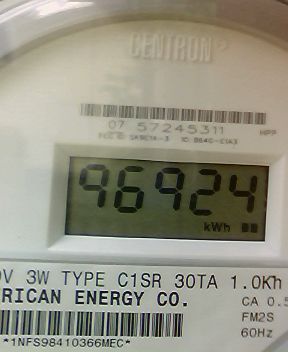 CENTRON
07 57245311 HPP
96924
kWh
0V 3W TYPE C1SR 30TA 1.0Kh
RICAN ENERGY CO.
CA 0.5
FM2S
60Hz
*1NFS98410366MEC*